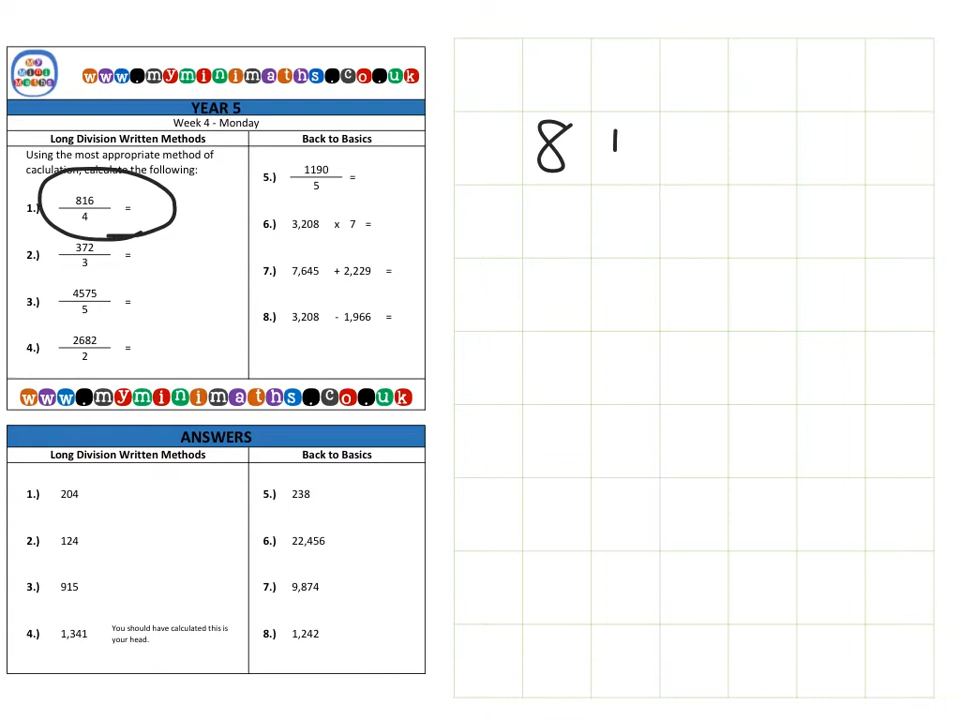 My
Mini
Maths
www.myminimaths.co.uk
YEAR 5
Week 4 - Monday
Long Division Written Methods
Using the most appropriate method of
caclulation, calculate the following:
1.) 816
4 =
2.) 372
3 =
3.) 4575
5 =
4.) 2682
2 =
Back to Basics
5.) 1190
5 =
6.) 3,208 x 7 =
7.) 7,645 + 2,229 =
8.) 3,208 - 1,966 =
www.myminimaths.co.uk
ANSWERS
Long Division Written Methods
1.) 204
2.) 124
3.) 915
4.) 1,341 You should have calculated this is
your head.
Back to Basics
5.) 238
6.) 22,456
7.) 9,874
8.) 1,242
8 1